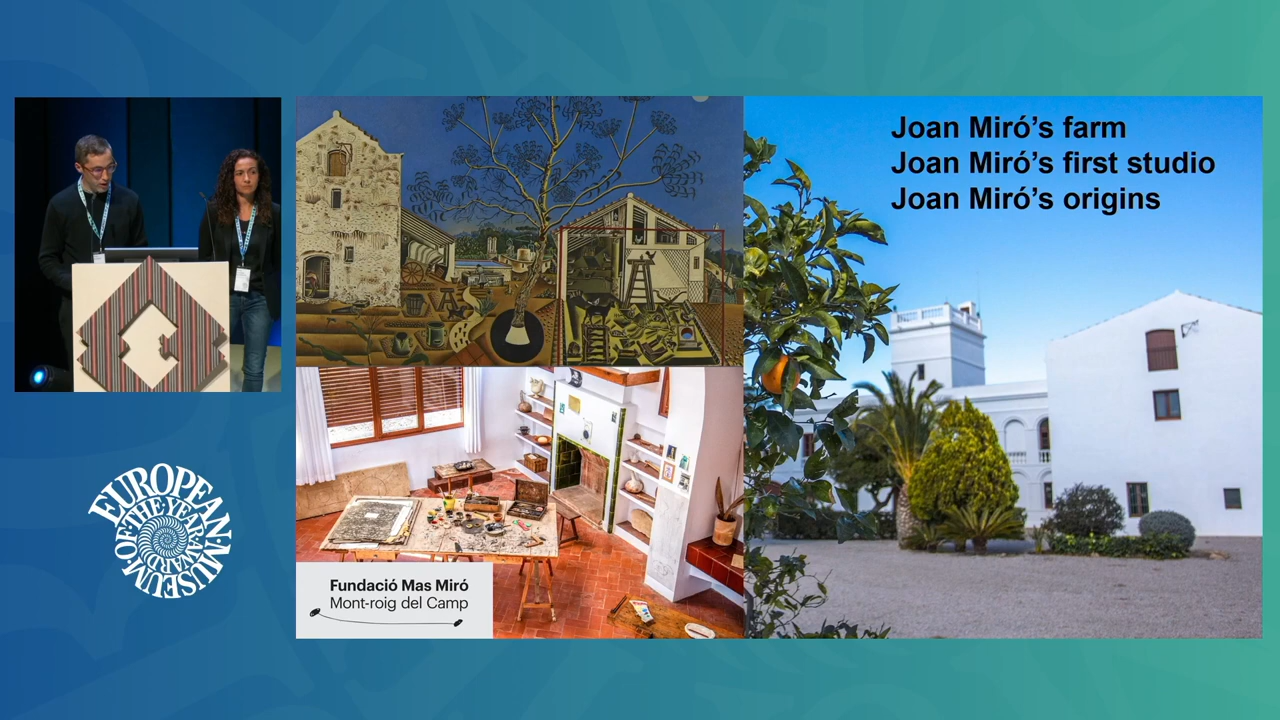 Joan Miró’s farm
Joan Miró’s first studio
Joan Miró’s origins
Fundació Mas Miró
Mont-roig del Camp
EUROPEAN·MUSEUM
OF·THE·YEAR·AWARD